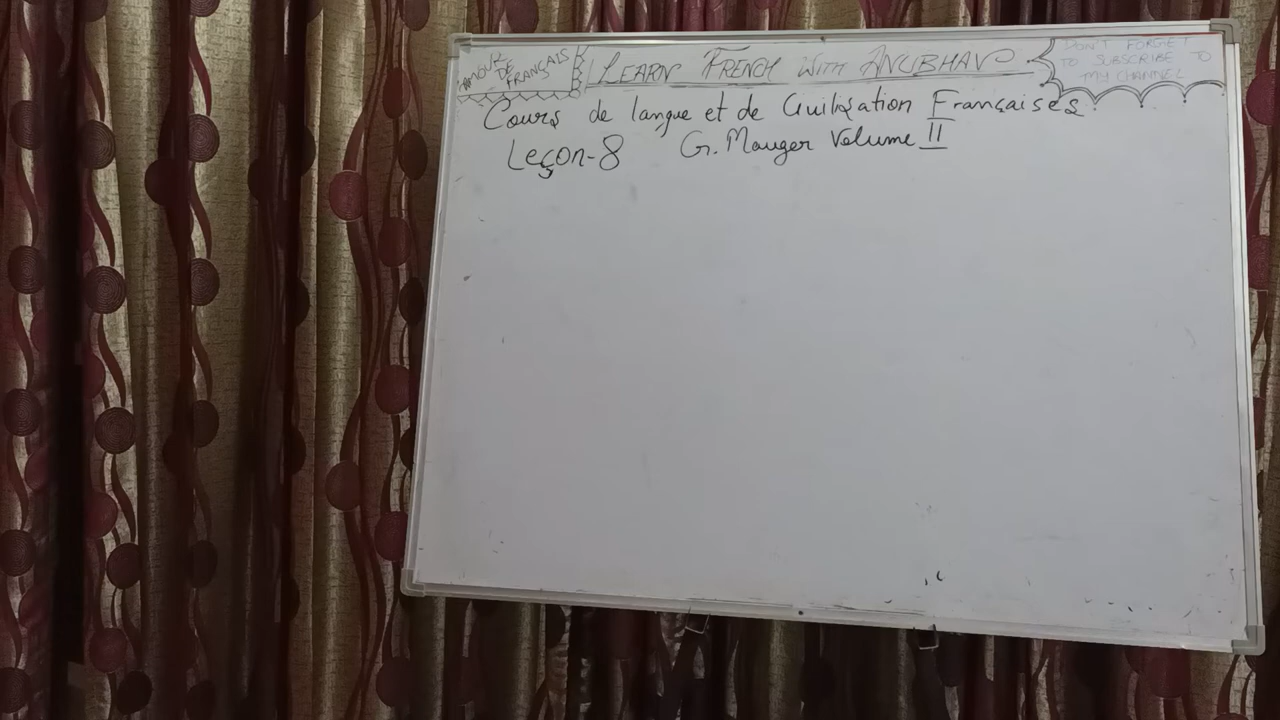 AMOUR
DE
FRANÇAIS
LEARN FRENCH WITH ANUBHAV
DON'T FORGET
TO SUBSCRIBE TO
MY CHANNEL
Cours de langue et de Civilisation Françaises.
Leçon-8 G. Mauger Volume II